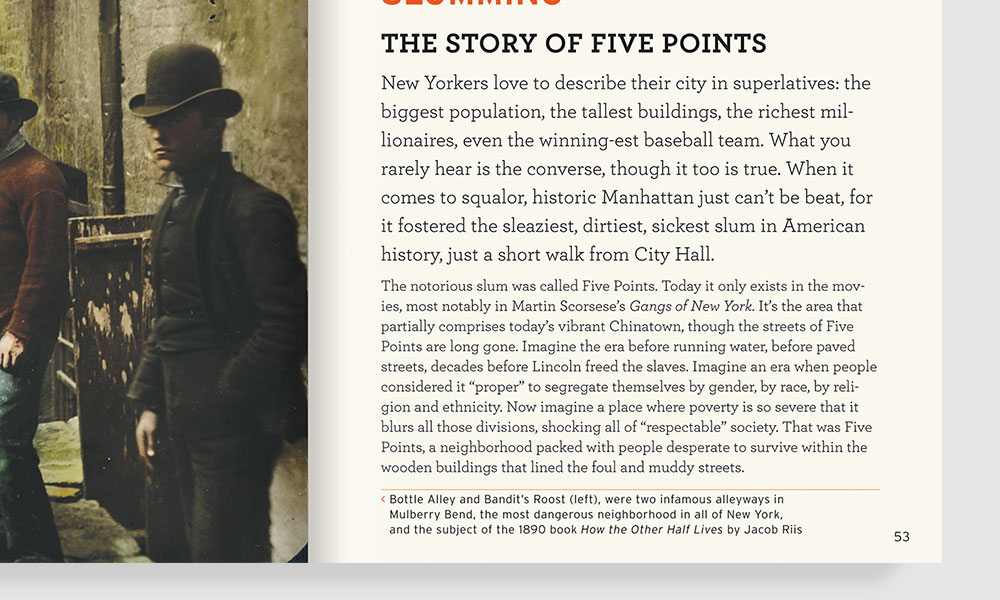 SLUMMING
THE STORY OF FIVE POINTS
New Yorkers love to describe their city in superlatives: the
biggest population, the tallest buildings, the richest mil-
lionaires, even the winning-est baseball team. What you
rarely hear is the converse, though it too is true. When it
comes to squalor, historic Manhattan just can't be beat, for
it fostered the sleaziest, dirtiest, sickest slum in American
history, just a short walk from City Hall.
The notorious slum was called Five Points. Today it only exists in the mov-
ies, most notably in Martin Scorsese's Gangs of New York. It's the area that
partially comprises today's vibrant Chinatown, though the streets of Five
Points are long gone. Imagine the era before running water, before paved
streets, decades before Lincoln freed the slaves. Imagine an era when people
considered it “proper” to segregate themselves by gender, by race, by reli-
gion and ethnicity. Now imagine a place where poverty is so severe that it
blurs all those divisions, shocking all of “respectable” society. That was Five
Points, a neighborhood packed with people desperate to survive within the
wooden buildings that lined the foul and muddy streets.
< Bottle Alley and Bandit's Roost (left), were two infamous alleyways in
Mulberry Bend, the most dangerous neighborhood in all of New York,
and the subject of the 1890 book How the Other Half Lives by Jacob Riis
53